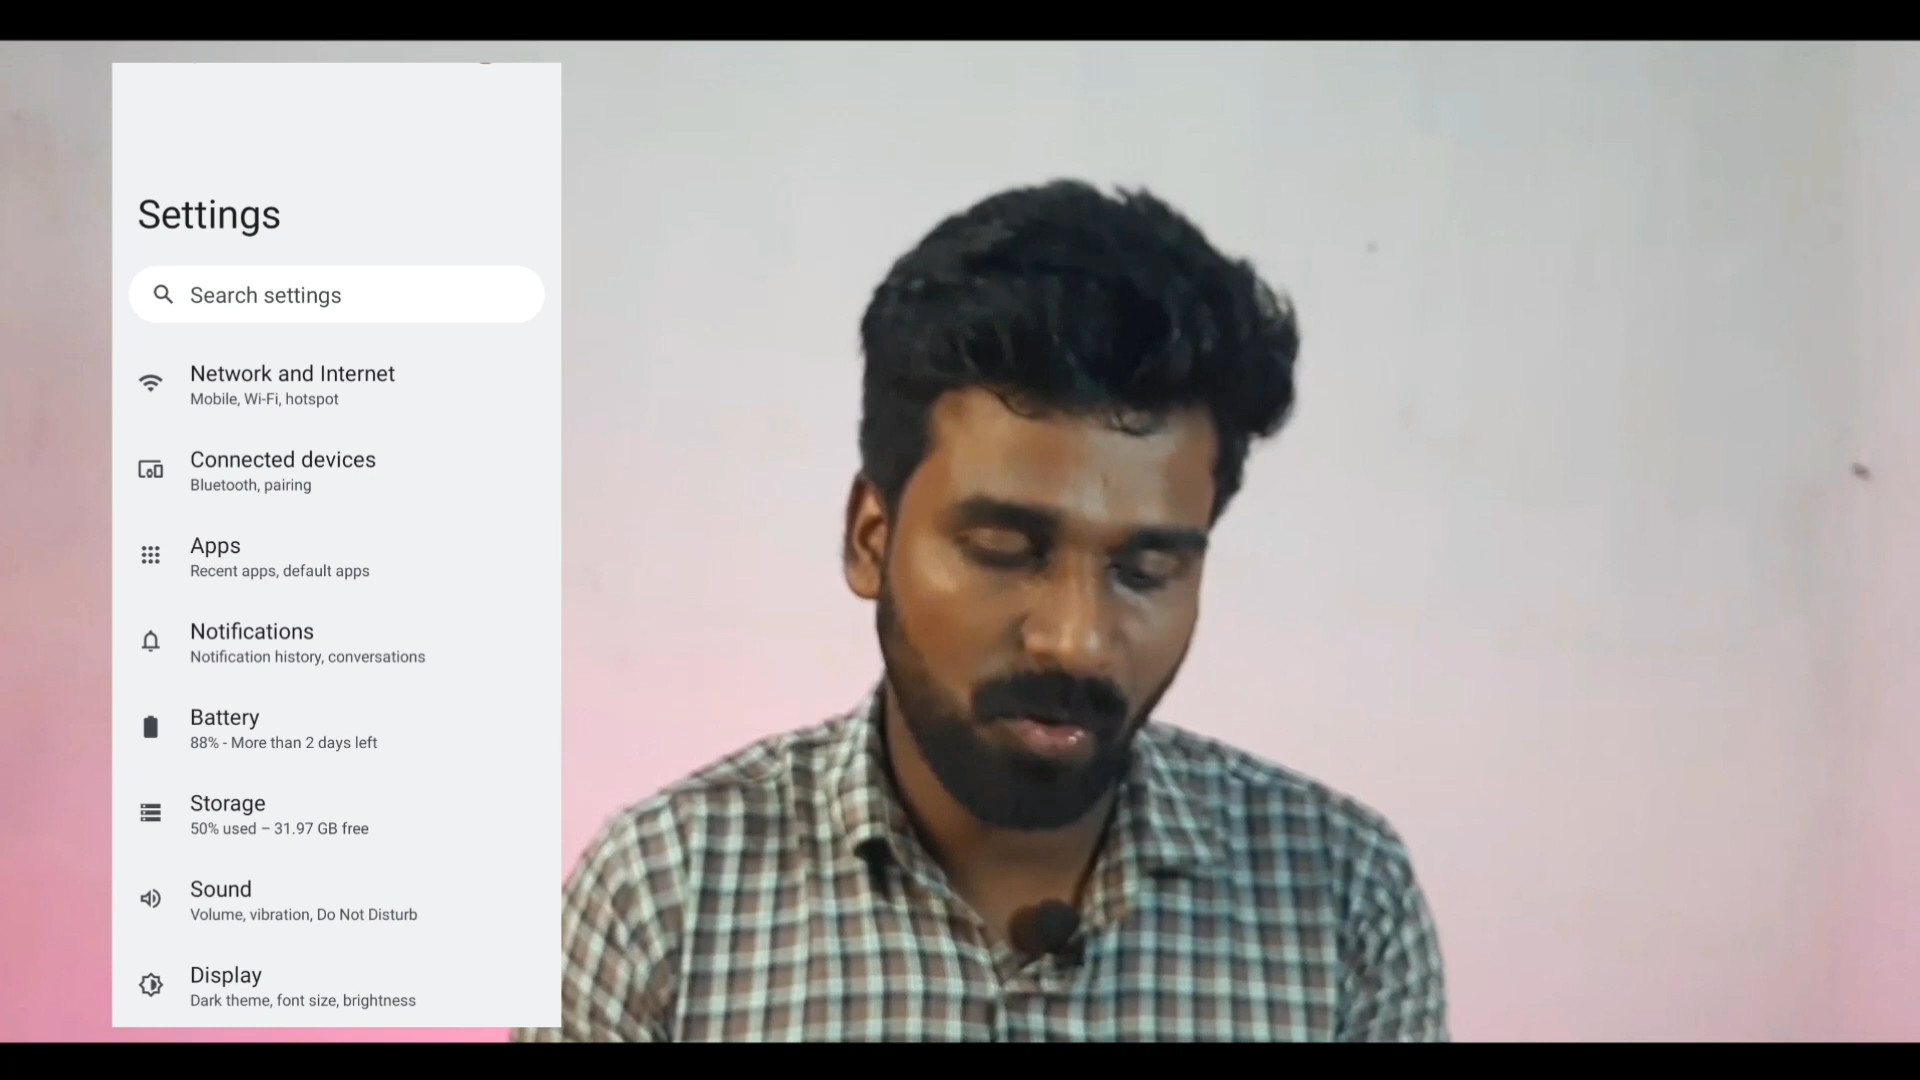 Settings
Search settings
Network and Internet
Mobile, Wi-Fi, hotspot
Connected devices
Bluetooth, pairing
Apps
Recent apps, default apps
Notifications
Notification history, conversations
Battery
88% - More than 2 days left
Storage
50% used – 31.97 GB free
Sound
Volume, vibration, Do Not Disturb
Display
Dark theme, font size, brightness